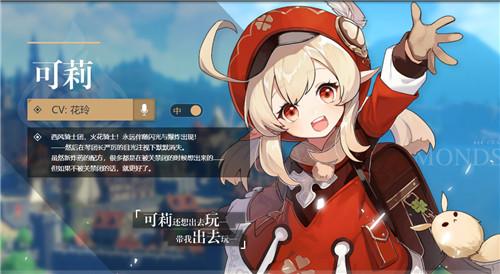 可莉
CV: 花玲
中
西风骑士团，火花骑士！永远伴随闪光与爆炸出现！
——然后在琴团长严厉的目光注视下默默消失。
虽然新炸药的配方，很多都是在被关禁闭的时候想出来的……
但如果不被关禁闭的话，就更好了。
「可莉还想出去玩
带我出去玩」
MONDS